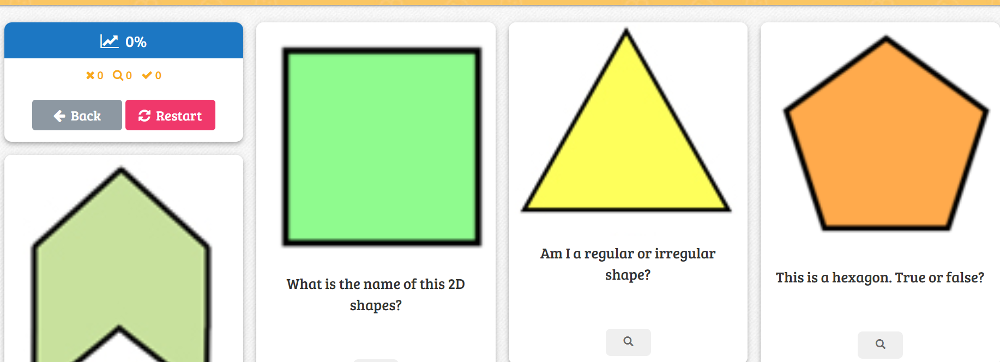 0%
0 0 0
Back Restart
What is the name of this 2D
shapes?
Am I a regular or irregular
shape?
This is a hexagon. True or false?